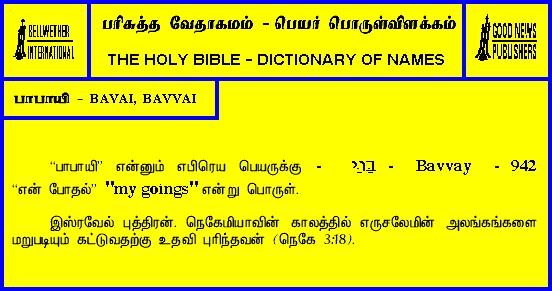 BELLWETHER
INTERNATIONAL
பரிசுத்த வேதாகமம் - பெயர் பொருள்விளக்கம்
THE HOLY BIBLE - DICTIONARY OF NAMES
GOOD NEWS
PUBLISHERS
பாபாயி - BAVAI, BAVVAI
“பாபாயி” என்னும் எபிரெய பெயருக்கு - בַּוַּי - Bavvay - 942
“என் போதல்” "my goings" என்று பொருள்.
இஸ்ரவேல் புத்திரன். நெகேமியாவின் காலத்தில் எருசலேமின் அலங்கங்களை
மறுபடியும் கட்டுவதற்கு உதவி புரிந்தவன் (நெகே 3:18).